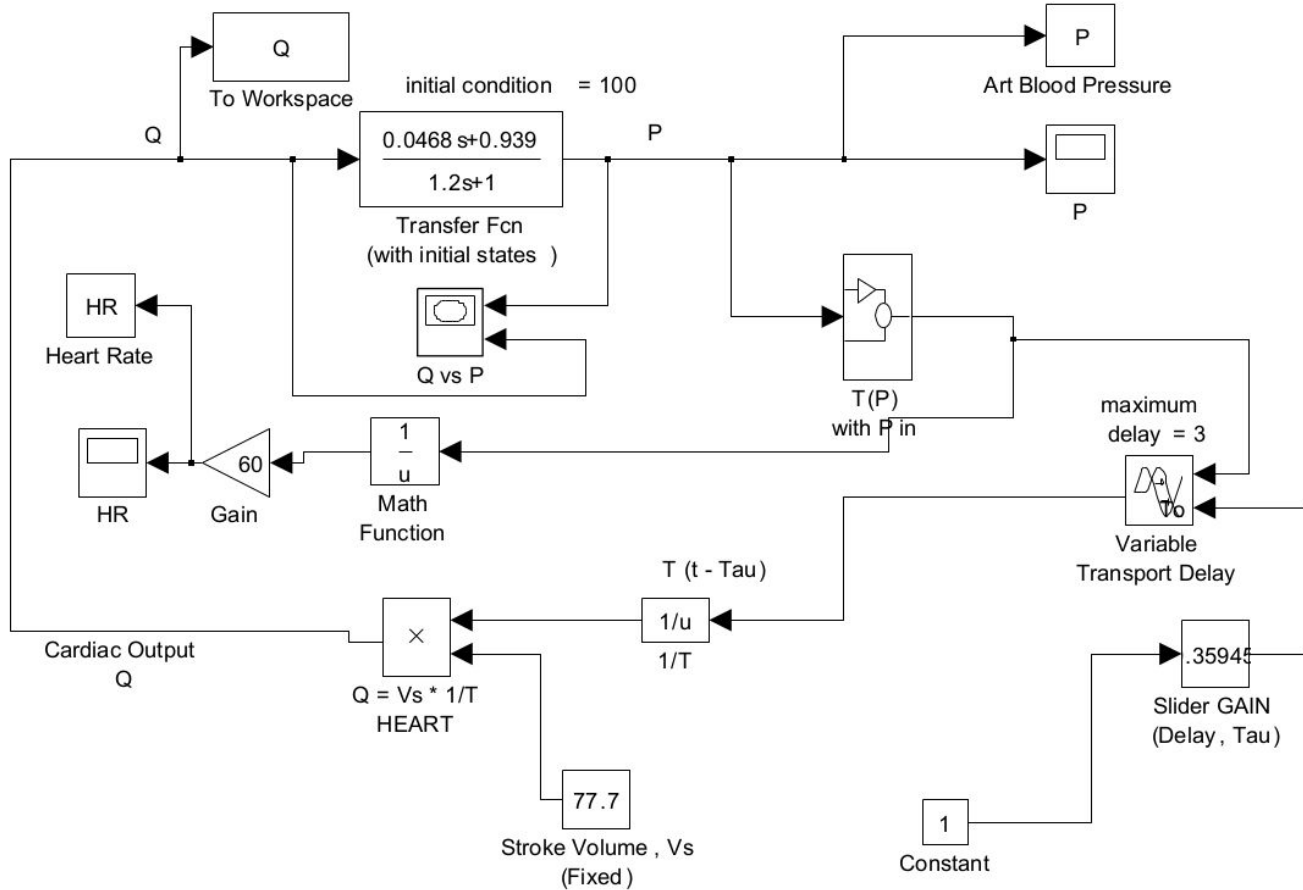 Q
To Workspace
initial condition = 100
P
Art Blood Pressure
Q
0.0468 s+0.939
1.2s+1
Transfer Fcn
(with initial states )
P
P
HR
Heart Rate
Q vs P
T(P)
with P in
maximum
delay = 3
HR
60
Gain
1
u
Math
Function
To
Variable
Transport Delay
T (t - Tau)
×
1/u
1/T
Cardiac Output
Q
Q = Vs * 1/T
HEART
.35945
Slider GAIN
(Delay , Tau)
77.7
Stroke Volume , Vs
(Fixed )
1
Constant